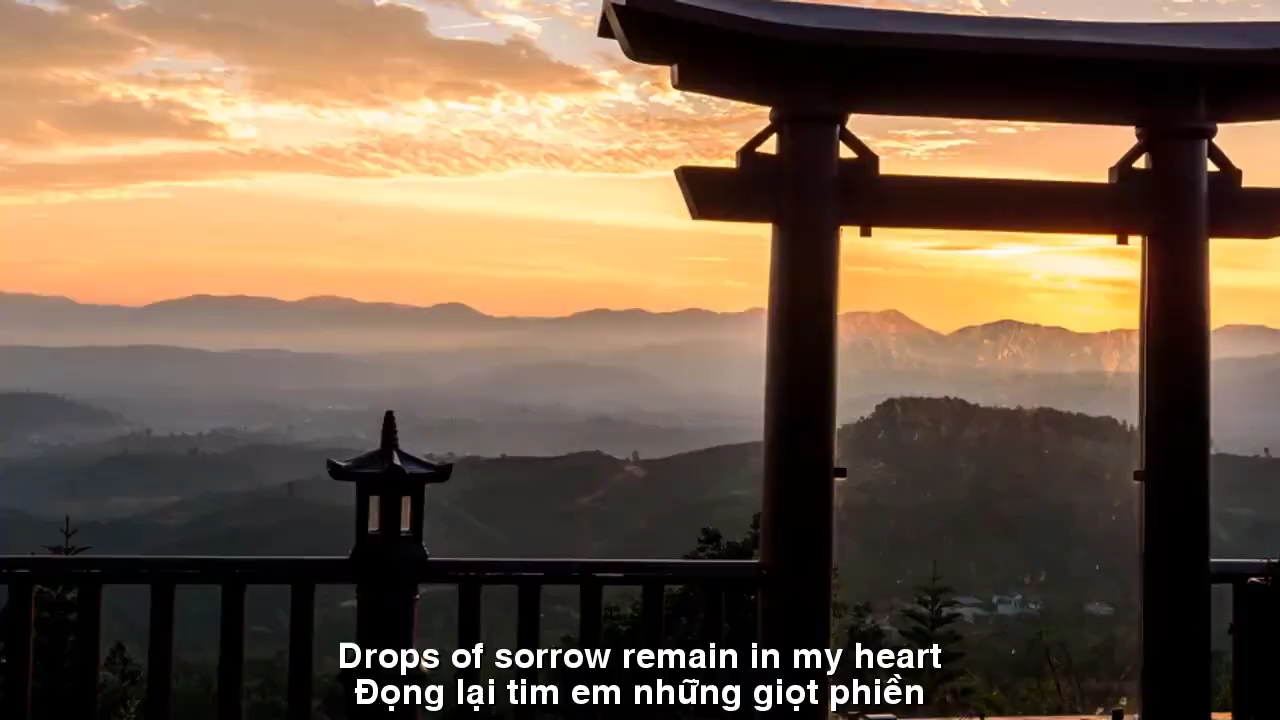 Drops of sorrow remain in my heart
Đọng lại tim em những giọt phiền